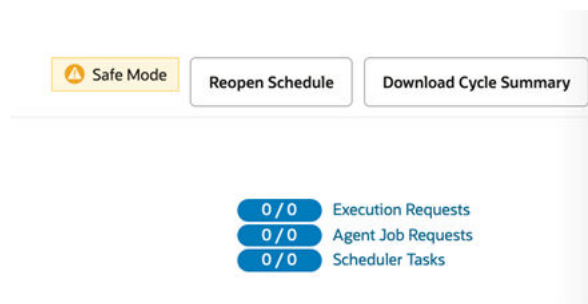 Safe Mode
Reopen Schedule
Download Cycle Summary
0 / 0 Execution Requests
0 / 0 Agent Job Requests
0 / 0 Scheduler Tasks